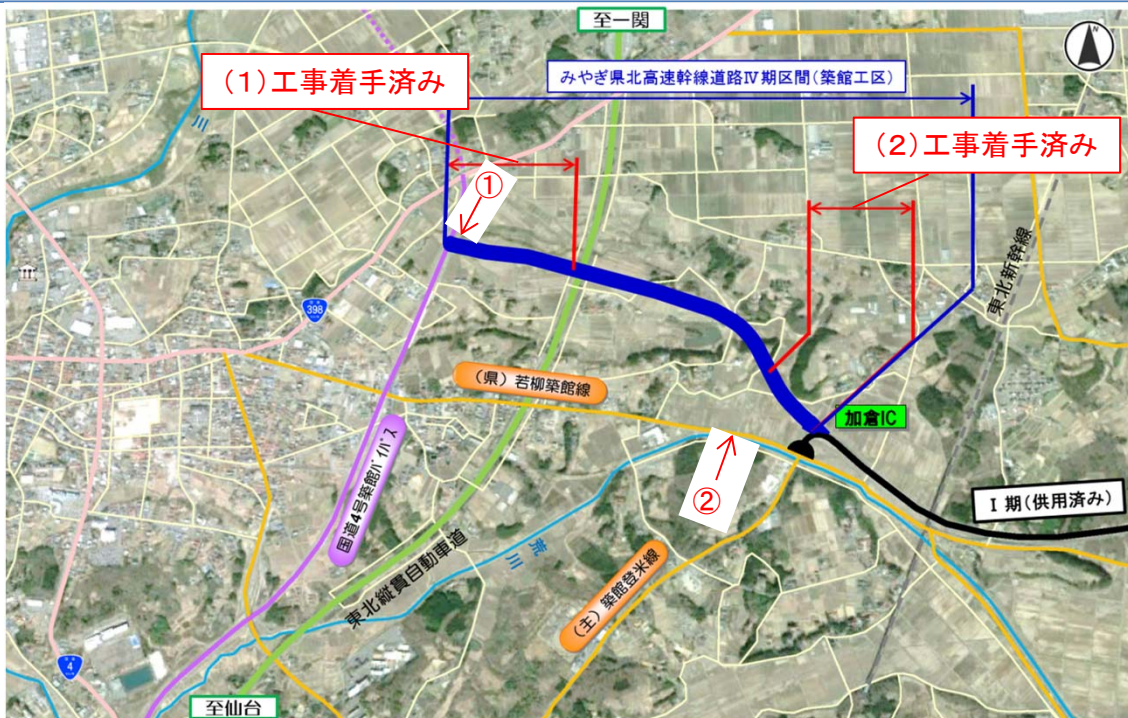 至一関
N
みやぎ県北高速幹線道路Ⅳ期区間(築館工区)
(1)工事着手済み
(2)工事着手済み
川
①
東北新幹線
398
(県)若柳築館線
加倉IC
国道4号築館バイパス
②
Ⅰ期(供用済み)
荒川
東北縦貫自動車道
(主)築館登米線
4
至仙台